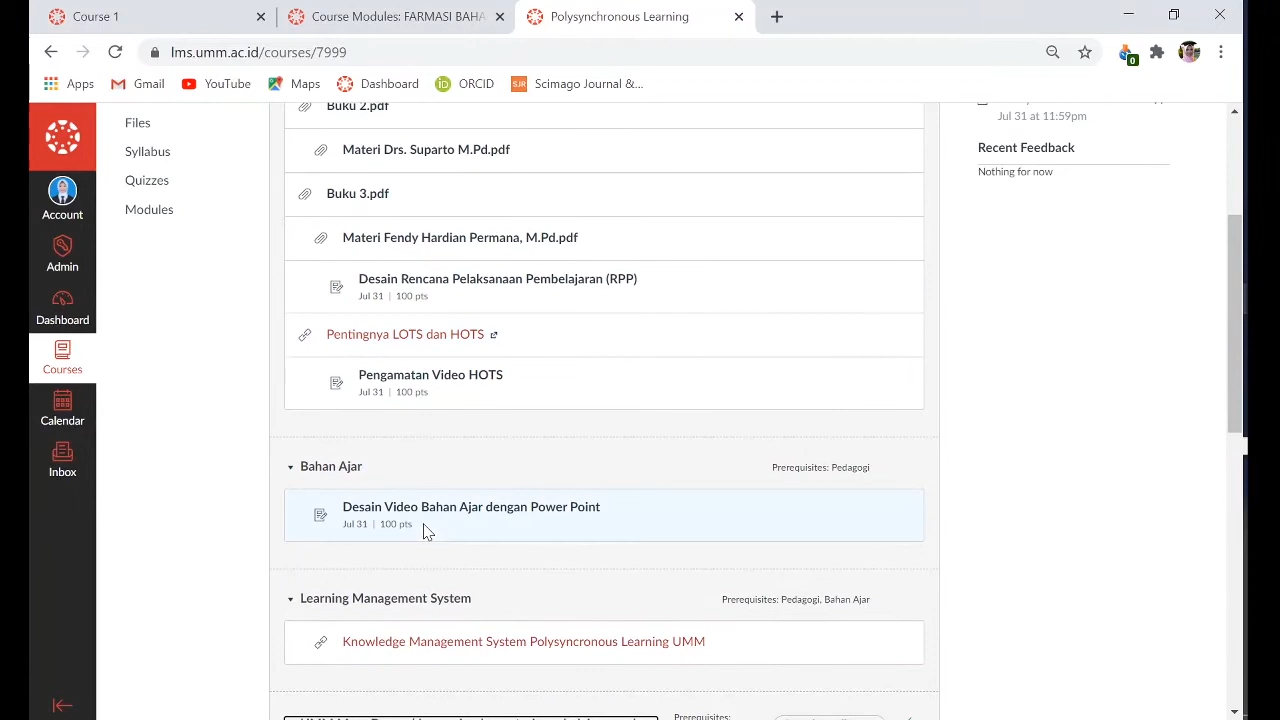 Course 1
Course Modules: FARMASI BAHA
Polysynchronous Learning
lms.umm.ac.id/courses/7999
0
Apps
Gmail
YouTube
Maps
Dashboard
ORCID
SJR
Scimago Journal &...
Account
Admin
Dashboard
Courses
Calendar
Inbox
Files
Syllabus
Quizzes
Modules
Buku 2.pdf
Materi Drs. Suparto M.Pd.pdf
Buku 3.pdf
Materi Fendy Hardian Permana, M.Pd.pdf
Desain Rencana Pelaksanaan Pembelajaran (RPP)
Jul 31 | 100 pts
Pentingnya LOTS dan HOTS
Pengamatan Video HOTS
Jul 31 | 100 pts
Bahan Ajar
Prerequisites: Pedagogi
Desain Video Bahan Ajar dengan Power Point
Jul 31 | 100 pts
Learning Management System
Prerequisites: Pedagogi, Bahan Ajar
Knowledge Management System Polysyncronous Learning UMM
Prerequisites:
Jul 31 at 11:59pm
Recent Feedback
Nothing for now